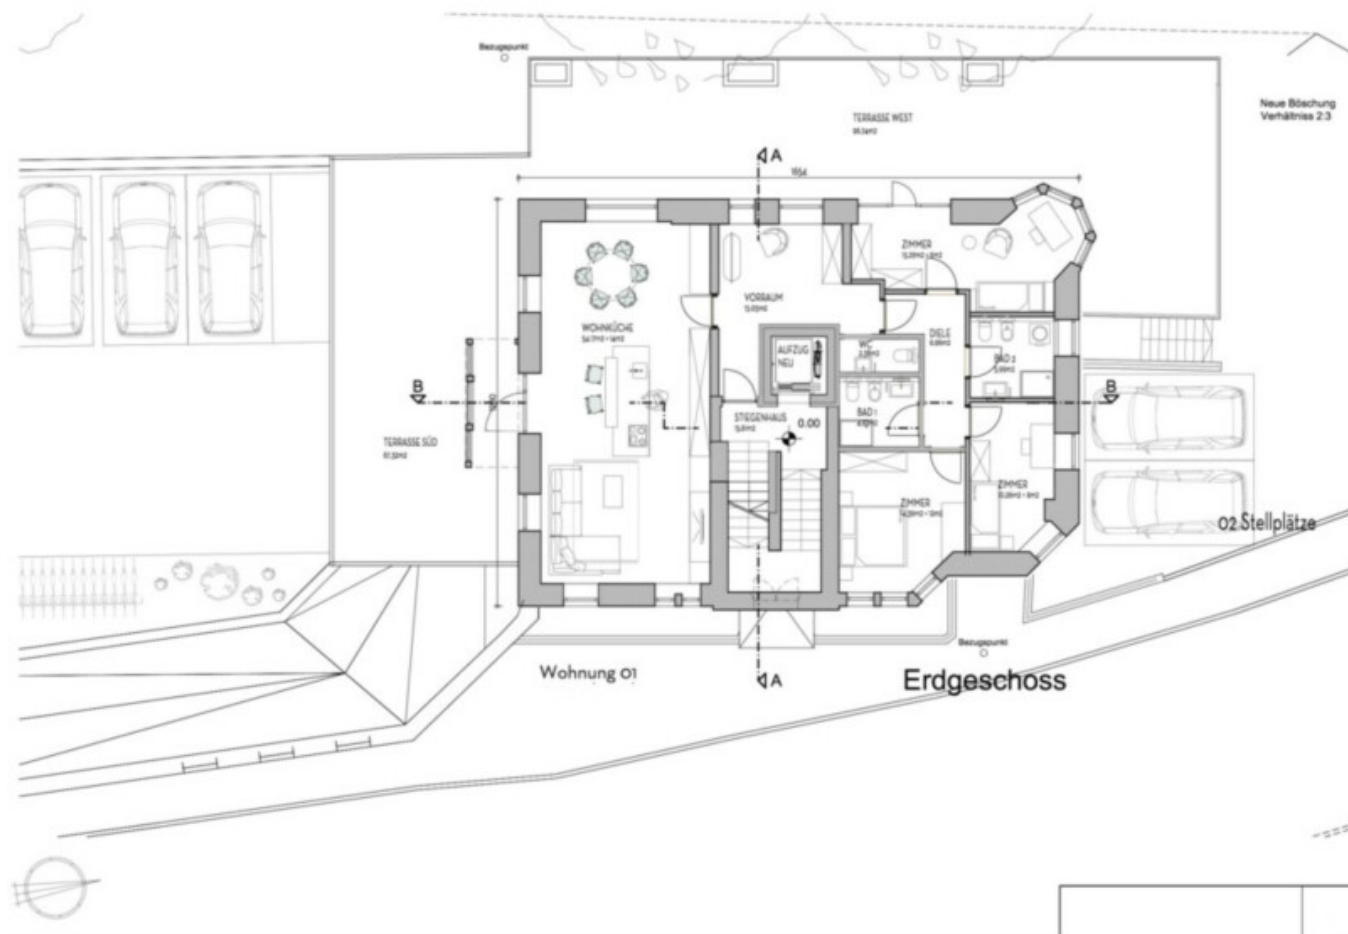 Bezugspunkt
Neue Böschung
Verhältniss 2:3
TERRASSE WEST
A
1654
ZIMMER
VORRAUM
WOHNKÜCHE
DIELE
WC
AUFZUG
NEU
BAD 2
B
B
STIEGENHAUS
0.00
BAD 1
TERRASSE SÜD
ZIMMER
ZIMMER
02 Stellplätze
Bezugspunkt
Wohnung 01
A
Erdgeschoss